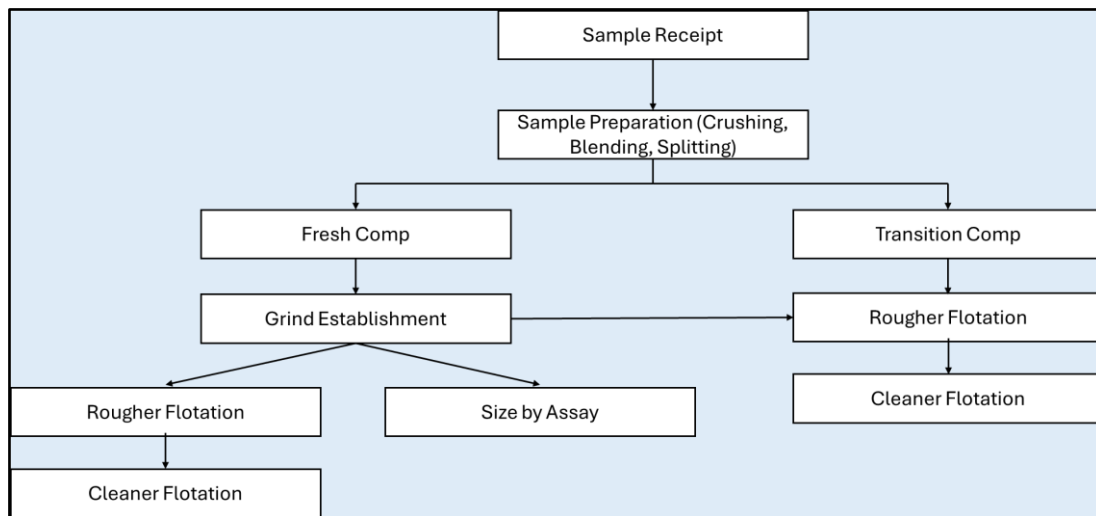 Sample Receipt
Sample Preparation (Crushing,
Blending, Splitting)
Fresh Comp
Transition Comp
Grind Establishment
Rougher Flotation
Rougher Flotation
Size by Assay
Cleaner Flotation
Cleaner Flotation